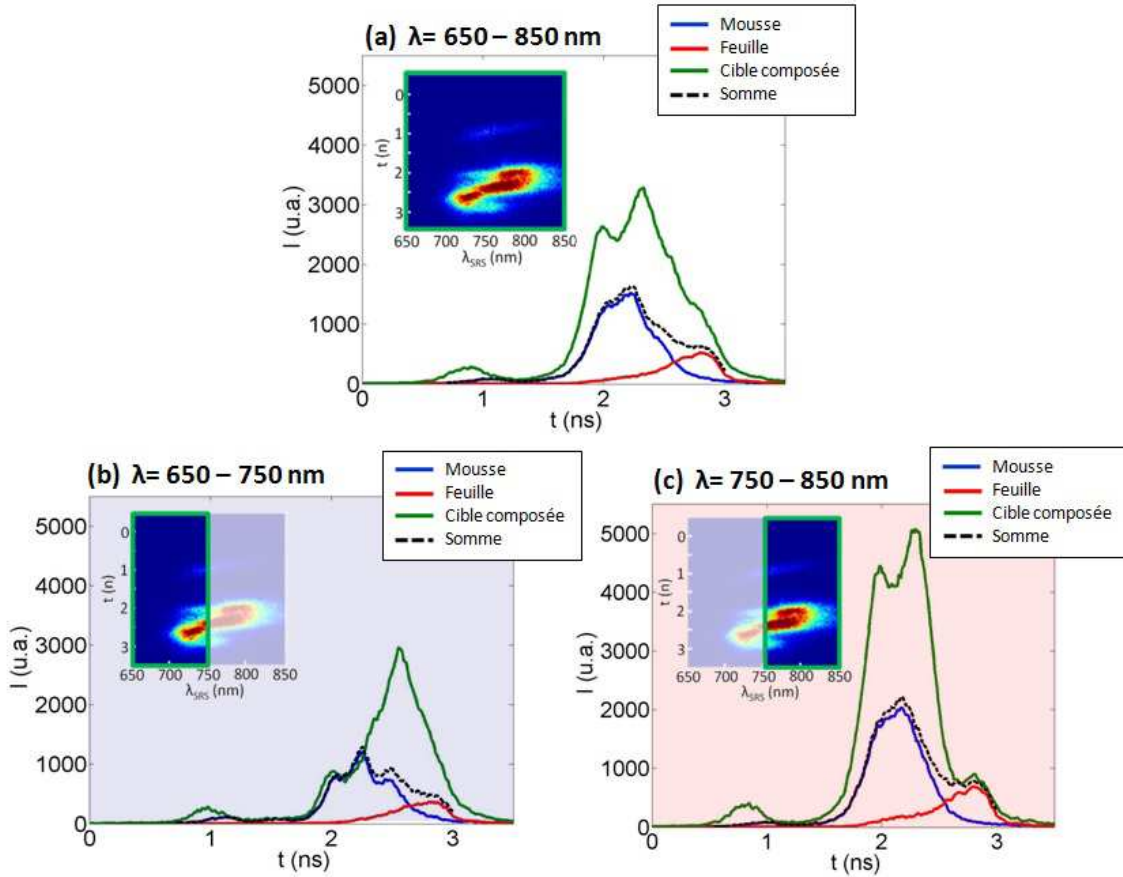 (a) λ= 650 – 850 nm
Mousse
Feuille
Cible composée
Somme
5000
4000
3000
2000
1000
0
I (u.a.)
0
1
2
3
t (n)
650
700
750
800
850
λSRS (nm)
0
1
2
3
t (ns)
(b) λ= 650 – 750 nm
Mousse
Feuille
Cible composée
Somme
5000
4000
3000
2000
1000
0
I (u.a.)
0
1
2
3
t (n)
650
700
750
800
850
λSRS (nm)
0
1
2
3
t (ns)
(c) λ= 750 – 850 nm
Mousse
Feuille
Cible composée
Somme
5000
4000
3000
2000
1000
0
I (u.a.)
0
1
2
3
t (n)
650
700
750
800
850
λSRS (nm)
0
1
2
3
t (ns)